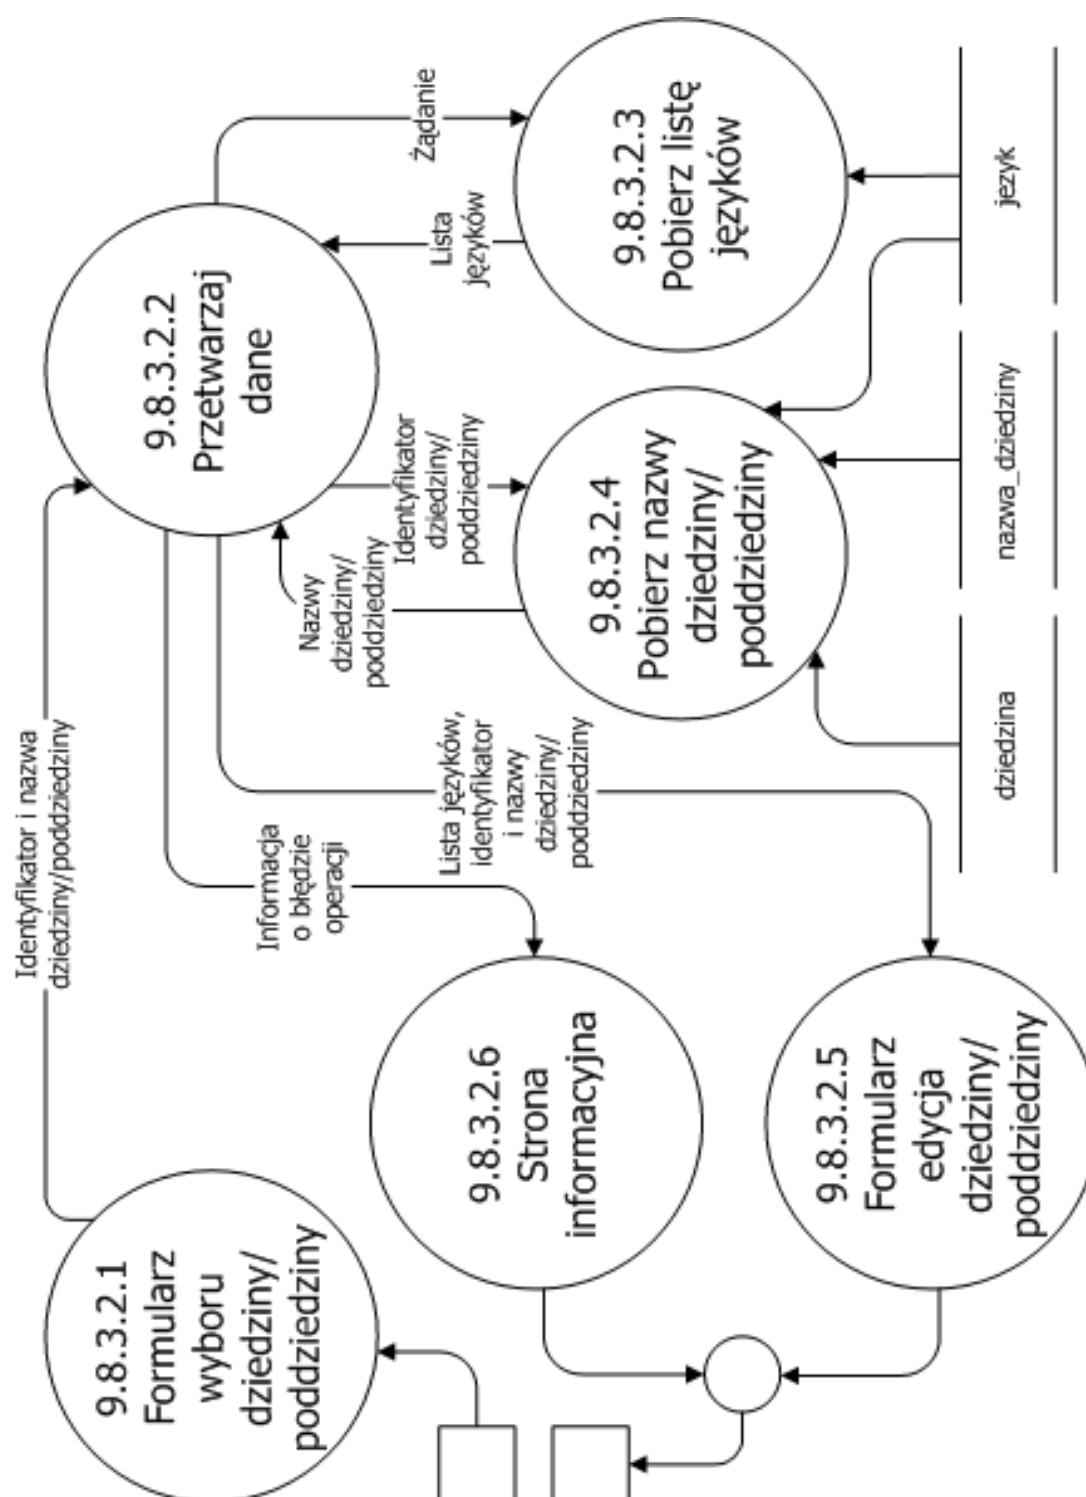 9.8.3.2.1
Formularz
wyboru
dziedziny/
poddziedziny
Identyfikator i nazwa
dziedziny/poddziedziny
9.8.3.2.2
Przetwarzaj
dane
Żądanie
Lista
języków
9.8.3.2.3
Pobierz listę
języków
Identyfikator
dziedziny/
poddziedziny
Nazwy
dziedziny/
poddziedziny
9.8.3.2.4
Pobierz nazwy
dziedziny/
poddziedziny
Informacja
o błędzie
operacji
Lista języków,
identyfikator
i nazwy
dziedziny/
poddziedziny
9.8.3.2.6
Strona
informacyjna
9.8.3.2.5
Formularz
edycja
dziedziny/
poddziedziny
dziedzina
nazwa_dziedziny
jezyk